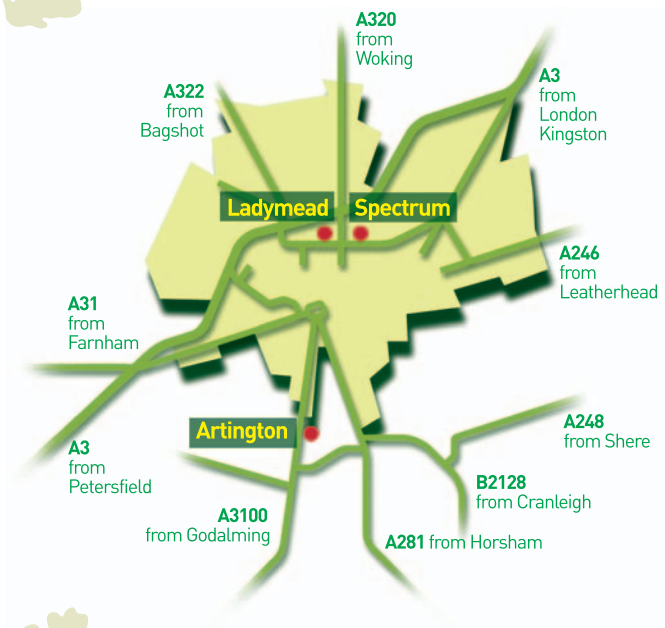 A320
from
Woking
A322
from
Bagshot
A3
from
London
Kingston
Ladymead
Spectrum
A246
from
Leatherhead
A31
from
Farnham
Artington
A248
from Shere
A3
from
Petersfield
B2128
from Cranleigh
A3100
from Godalming
A281 from Horsham